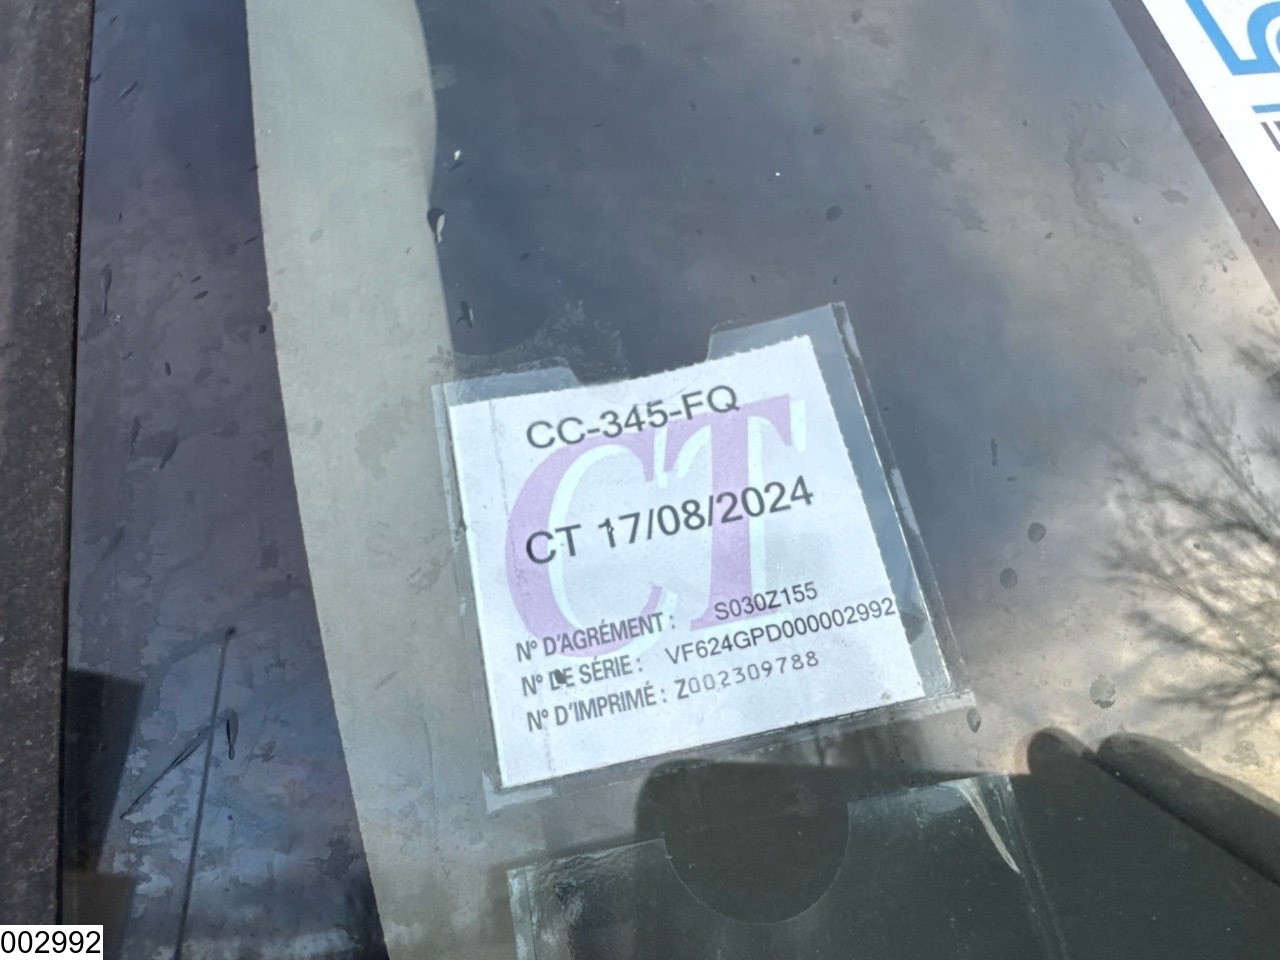 CC-345-FQ
CT
CT 17/08/2024
N° D'AGRÉMENT : S030Z155
N° DE SÉRIE : VF624GPD000002992
N° D'IMPRIMÉ : Z002309788
002992